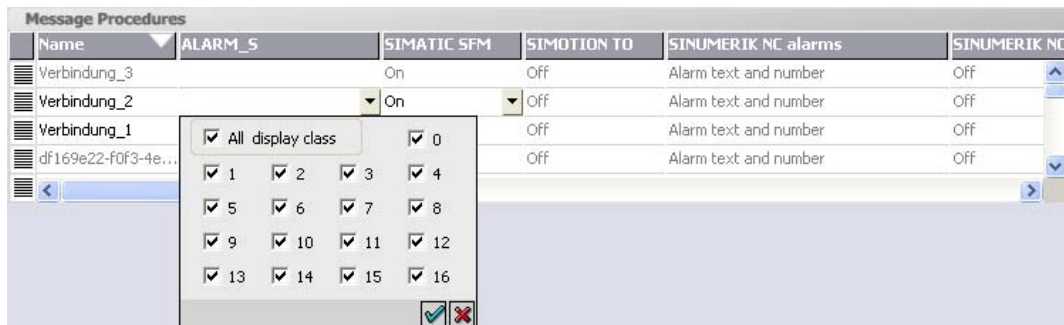 Message Procedures
Name ALARM_S SIMATIC SFM SIMOTION TO SINUMERIK NC alarms SINUMERIK NC
Verbindung_3 On Off Alarm text and number Off
Verbindung_2 On Off Alarm text and number Off
Verbindung_1 Off Alarm text and number Off
df169e22-f0f3-4e... Off Alarm text and number Off
All display class 0
1 2 3 4
5 6 7 8
9 10 11 12
13 14 15 16